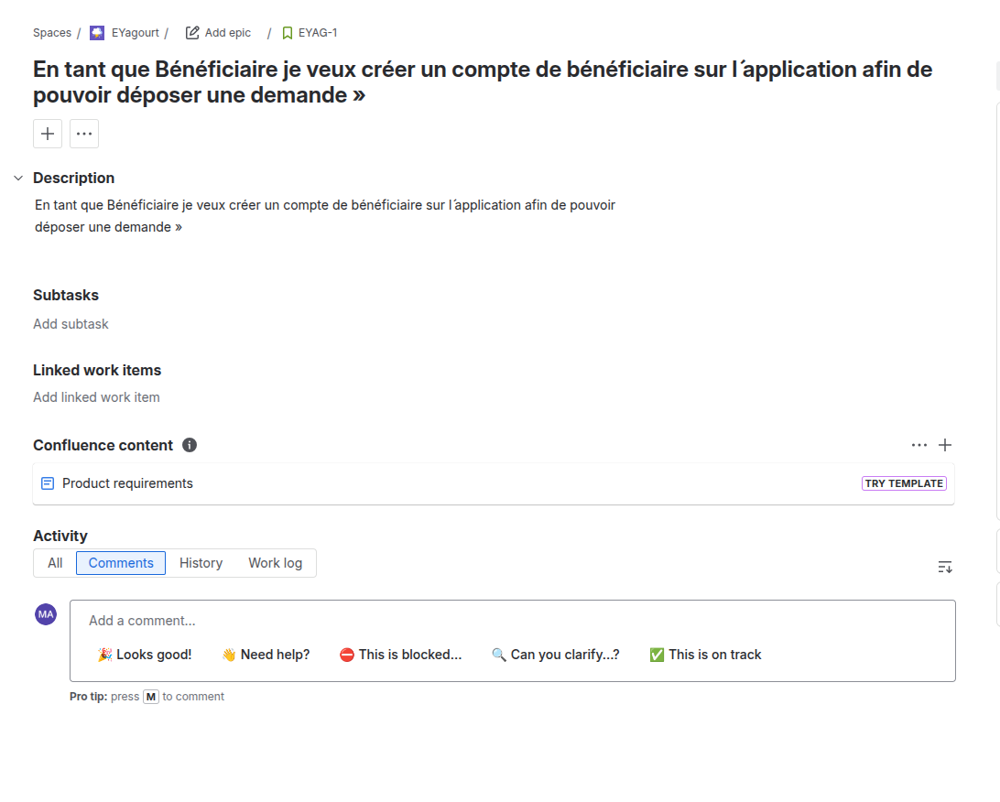 Spaces / EYagourt / Add epic / EYAG-1
En tant que Bénéficiaire je veux créer un compte de bénéficiaire sur l´application afin de
pouvoir déposer une demande »
Description
En tant que Bénéficiaire je veux créer un compte de bénéficiaire sur l´application afin de pouvoir
déposer une demande »
Subtasks
Add subtask
Linked work items
Add linked work item
Confluence content
Product requirements TRY TEMPLATE
Activity
All Comments History Work log
MA Add a comment...
🎉 Looks good! 👋 Need help? ⛔ This is blocked... 🔍 Can you clarify...? ✅ This is on track
Pro tip: press M to comment